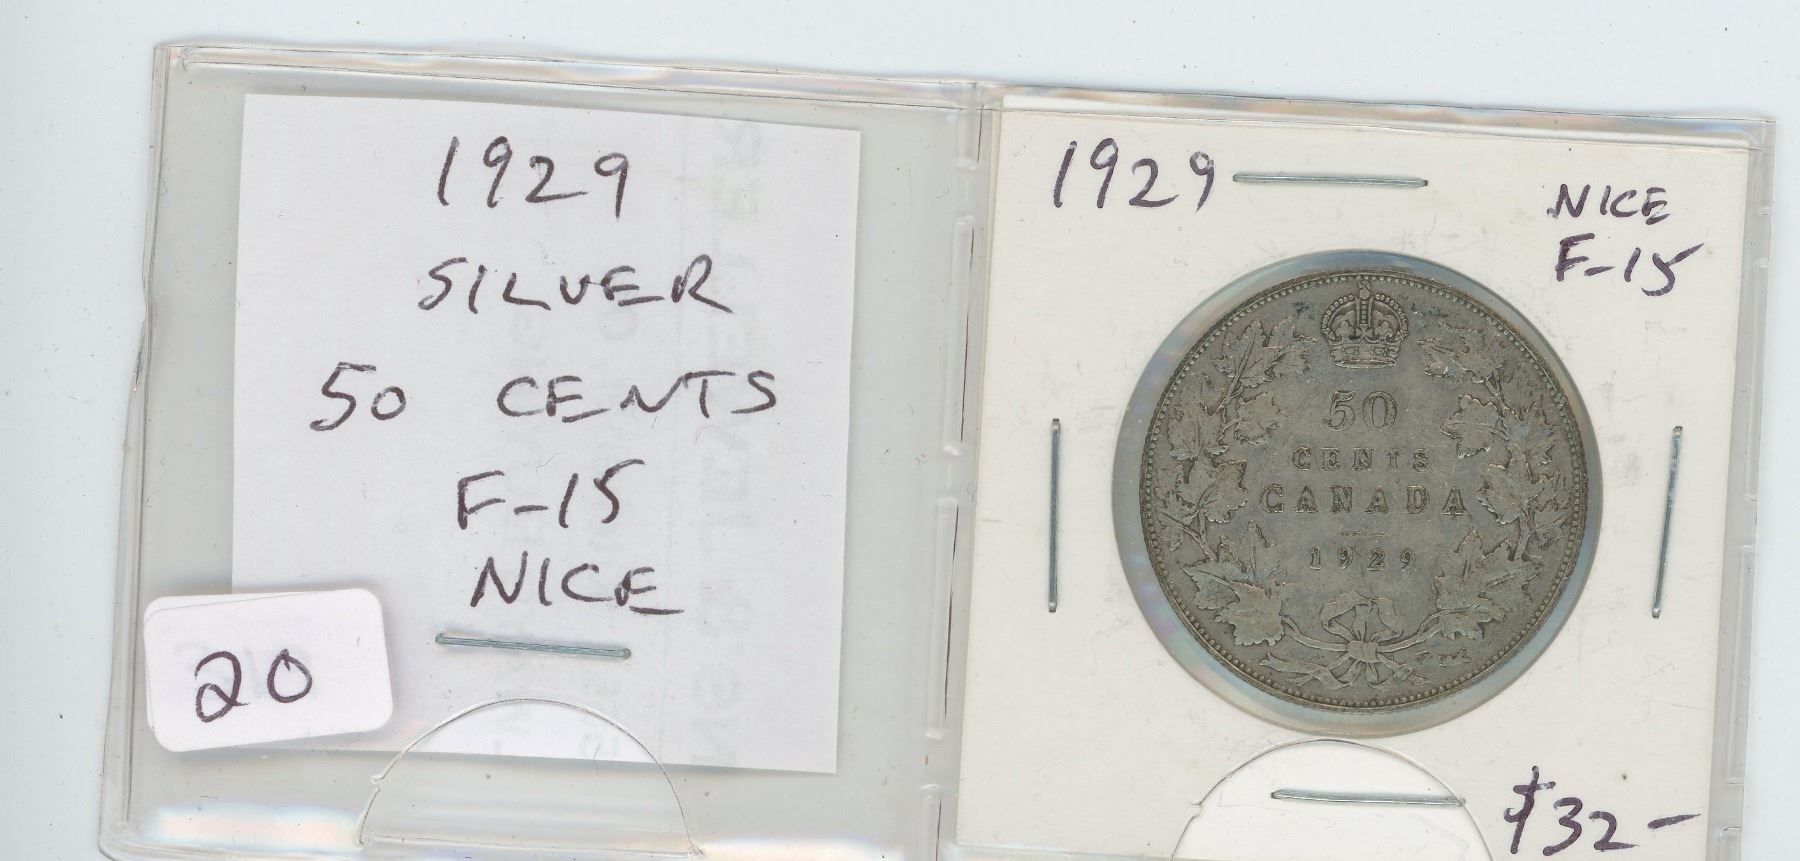 1929
SILVER
50 CENTS
F-15
NICE
20
1929
NICE
F-15
50
CENTS
CANADA
1929
$32-